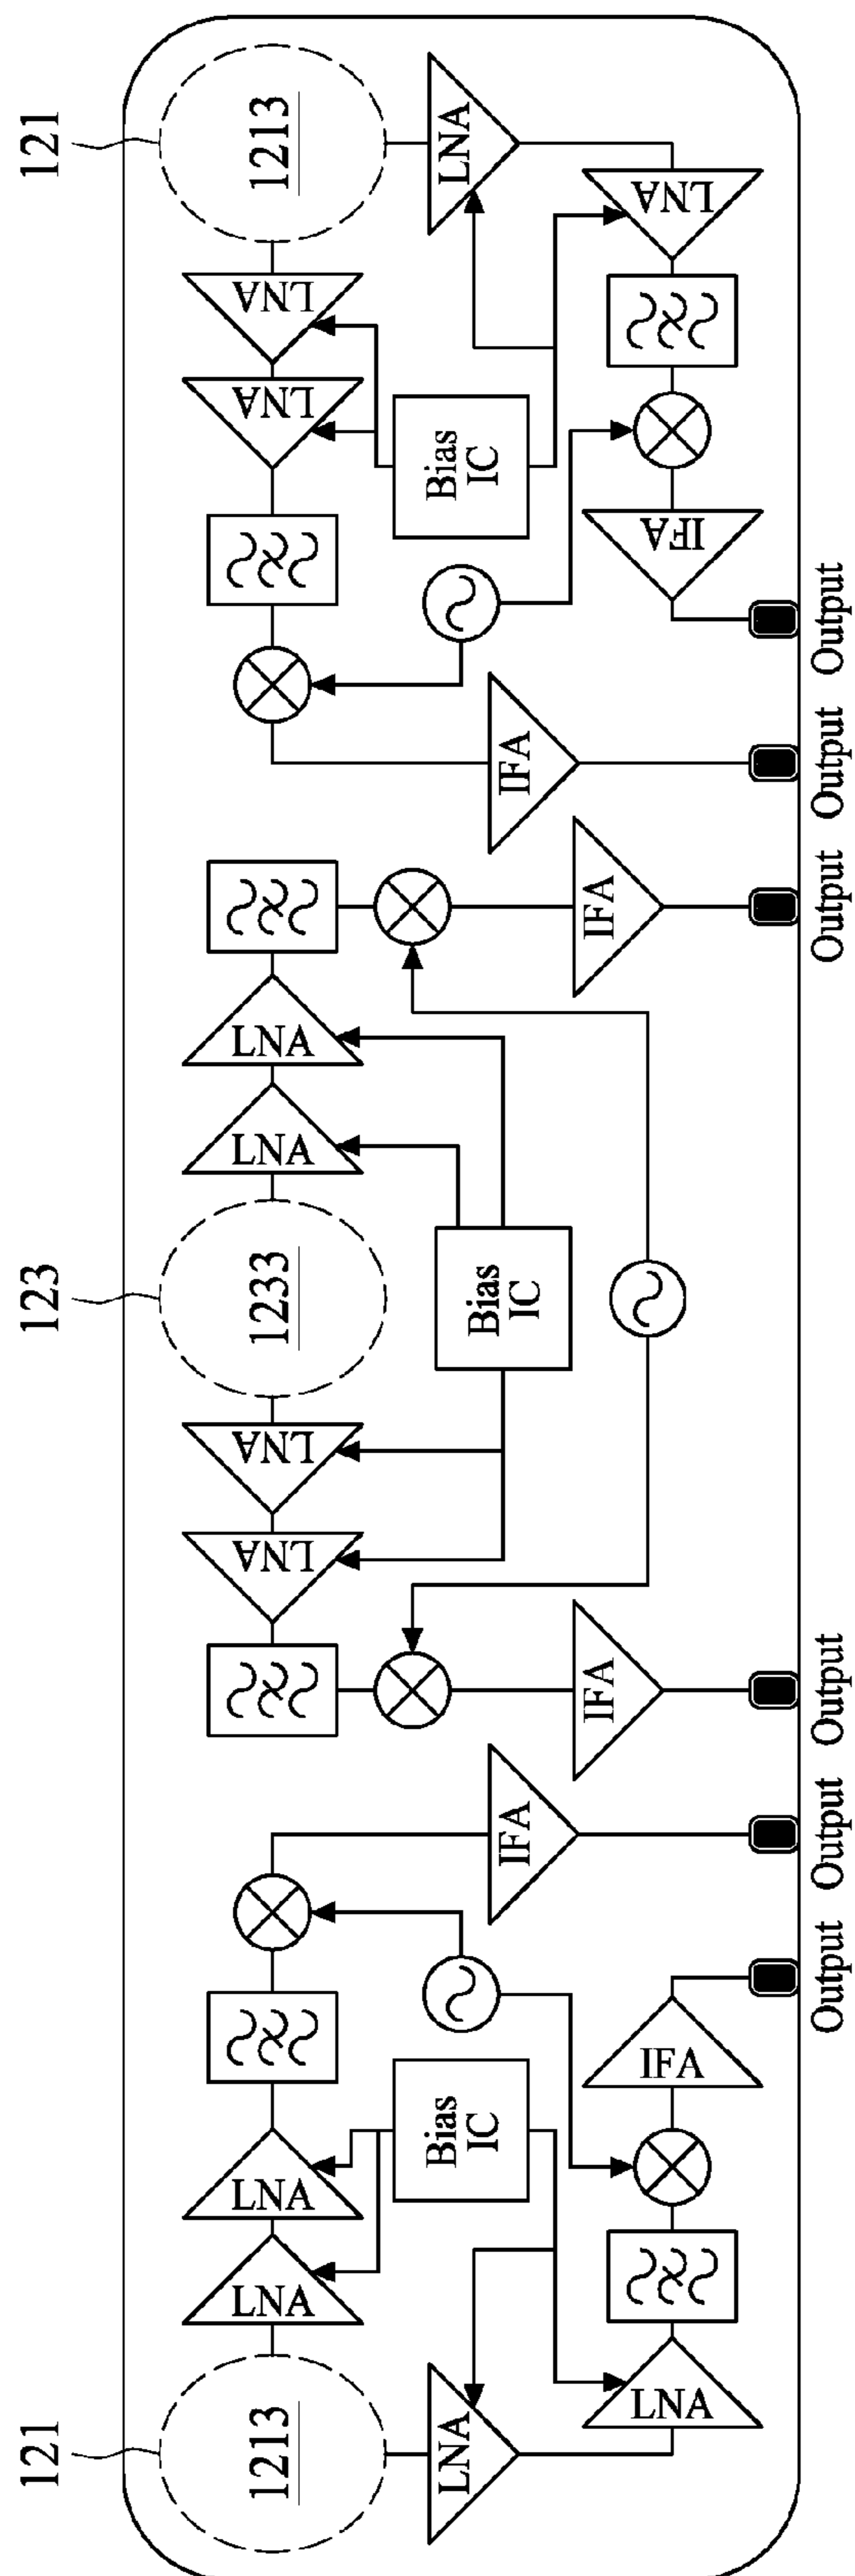 121
1213
LNA
LNA
LNA
LNA
Bias
IC
IFA
Output
IFA
Output
IFA
Output
LNA
LNA
123
1233
Bias
IC
LNA
LNA
IFA
Output
IFA
Output
IFA
Output
Bias
IC
LNA
LNA
LNA
LNA
121
1213